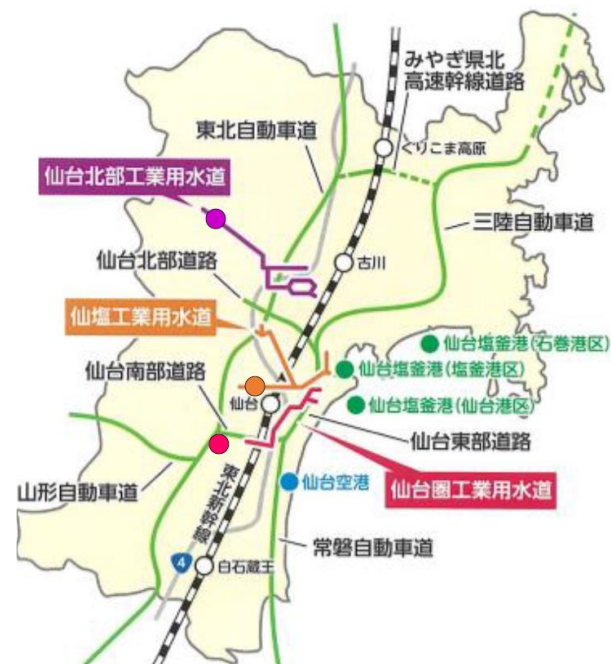 みやぎ県北
高速幹線道路
東北自動車道
くりこま高原
仙台北部工業用水道
三陸自動車道
仙台北部道路
古川
仙塩工業用水道
仙台塩釜港(石巻港区)
仙台塩釜港(塩釜港区)
仙台南部道路
仙台
仙台塩釜港(仙台港区)
仙台東部道路
山形自動車道
東北新幹線
仙台空港
仙台圏工業用水道
常磐自動車道
4
白石蔵王